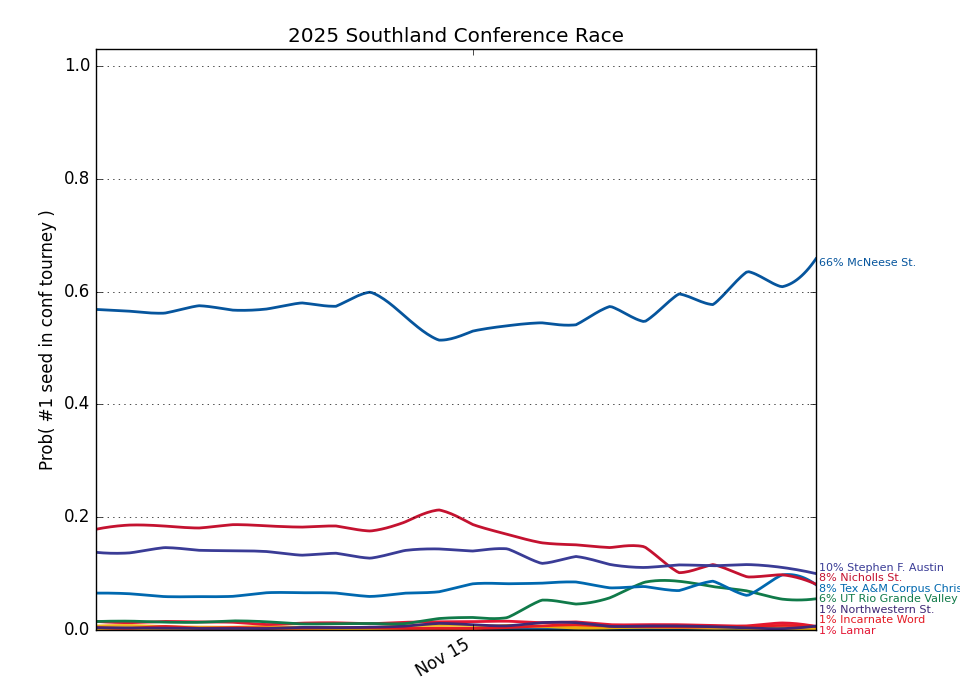 2025 Southland Conference Race
1.0
0.8
0.6
0.4
0.2
0.0
Prob( #1 seed in conf tourney )
Nov 15
66% McNeese St.
10% Stephen F. Austin
8% Nicholls St.
8% Tex A&M Corpus Chris
6% UT Rio Grande Valley
1% Northwestern St.
1% Incarnate Word
1% Lamar